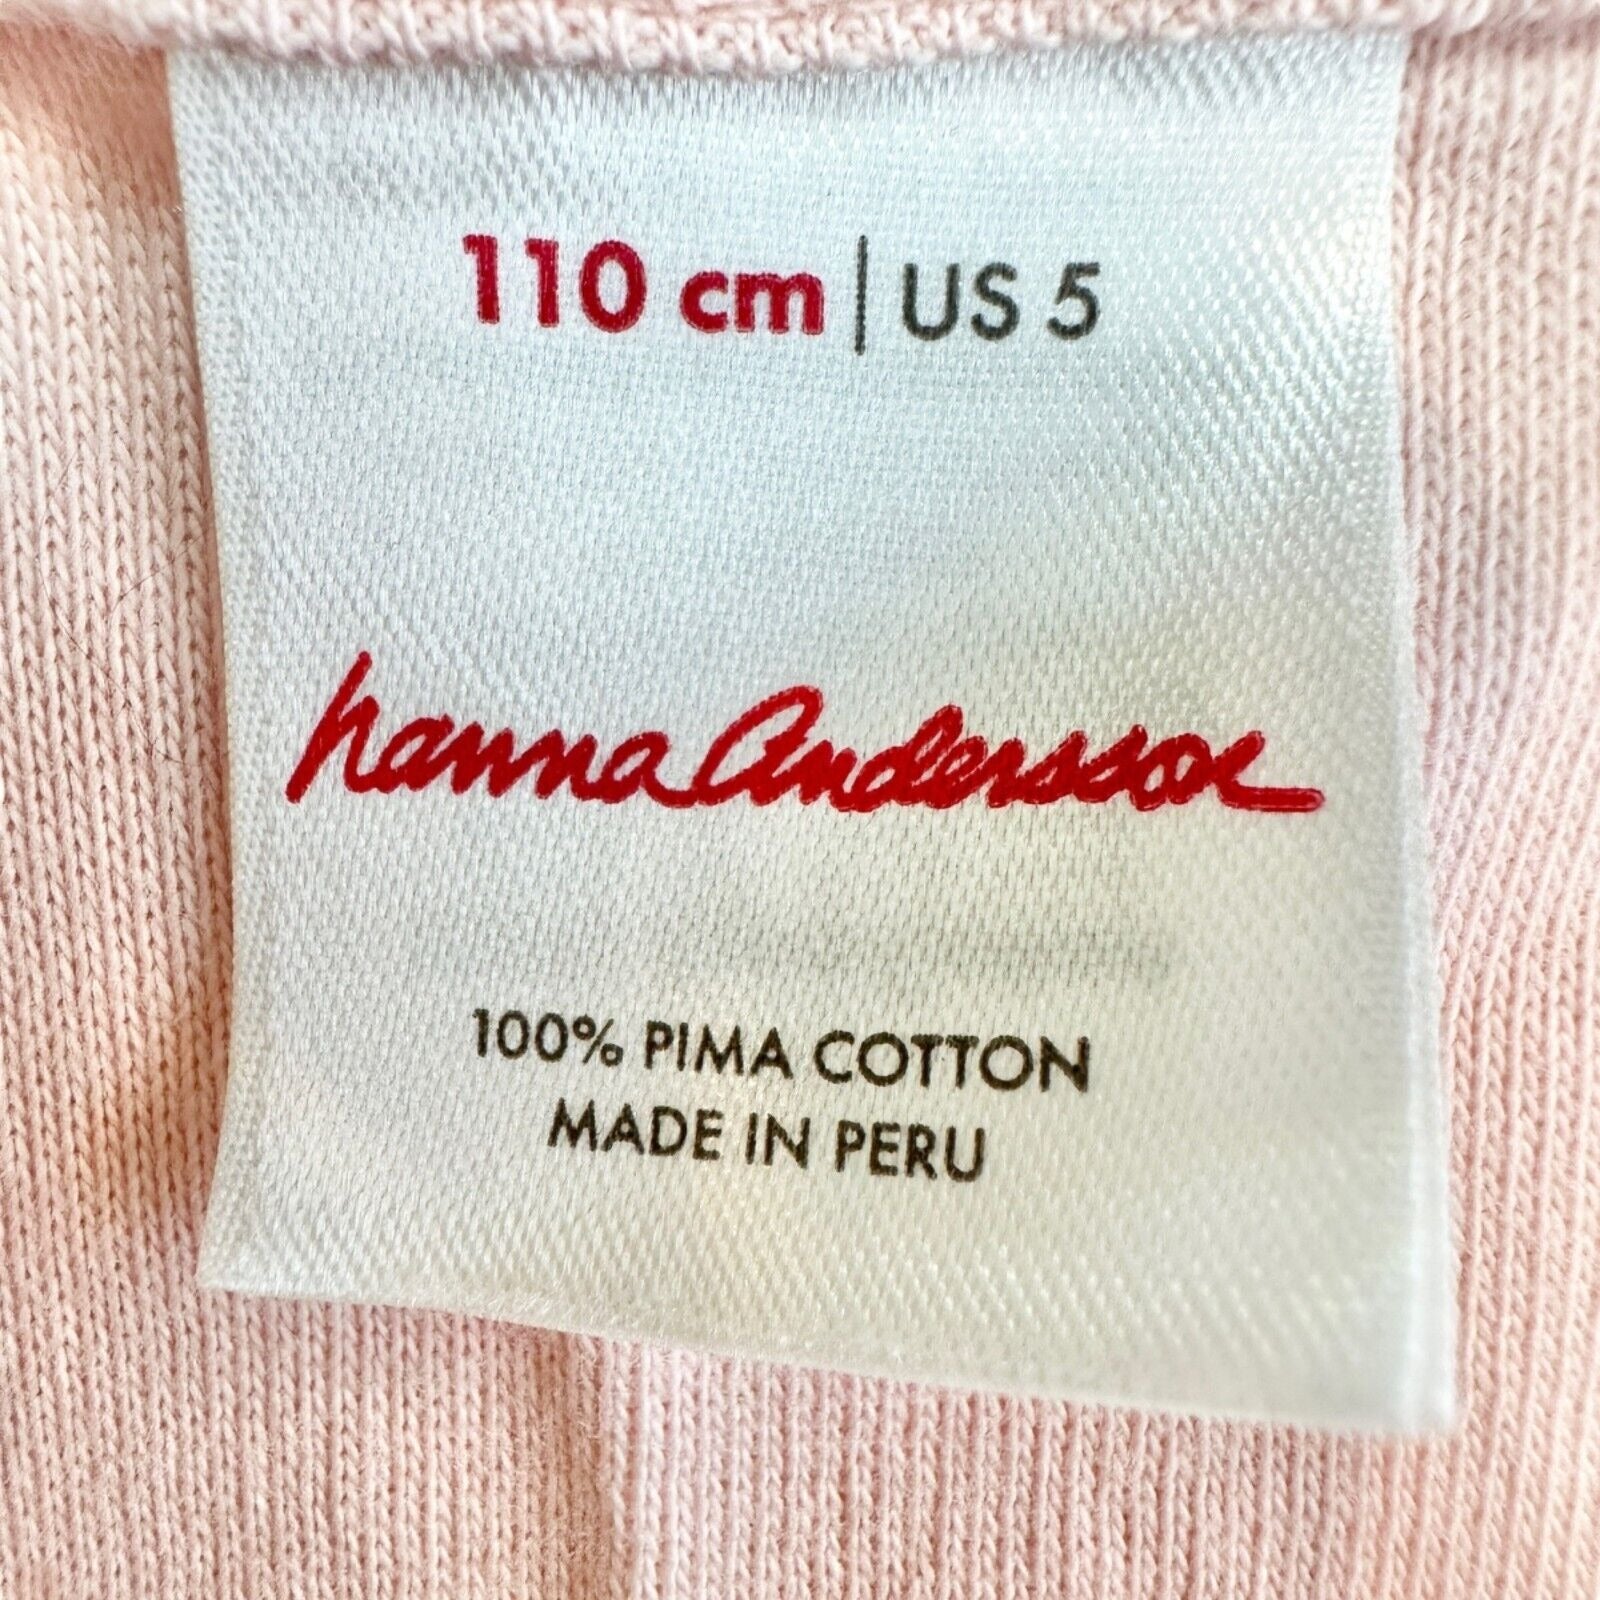 110 cm | US 5
hanna Andersson
100% PIMA COTTON
MADE IN PERU